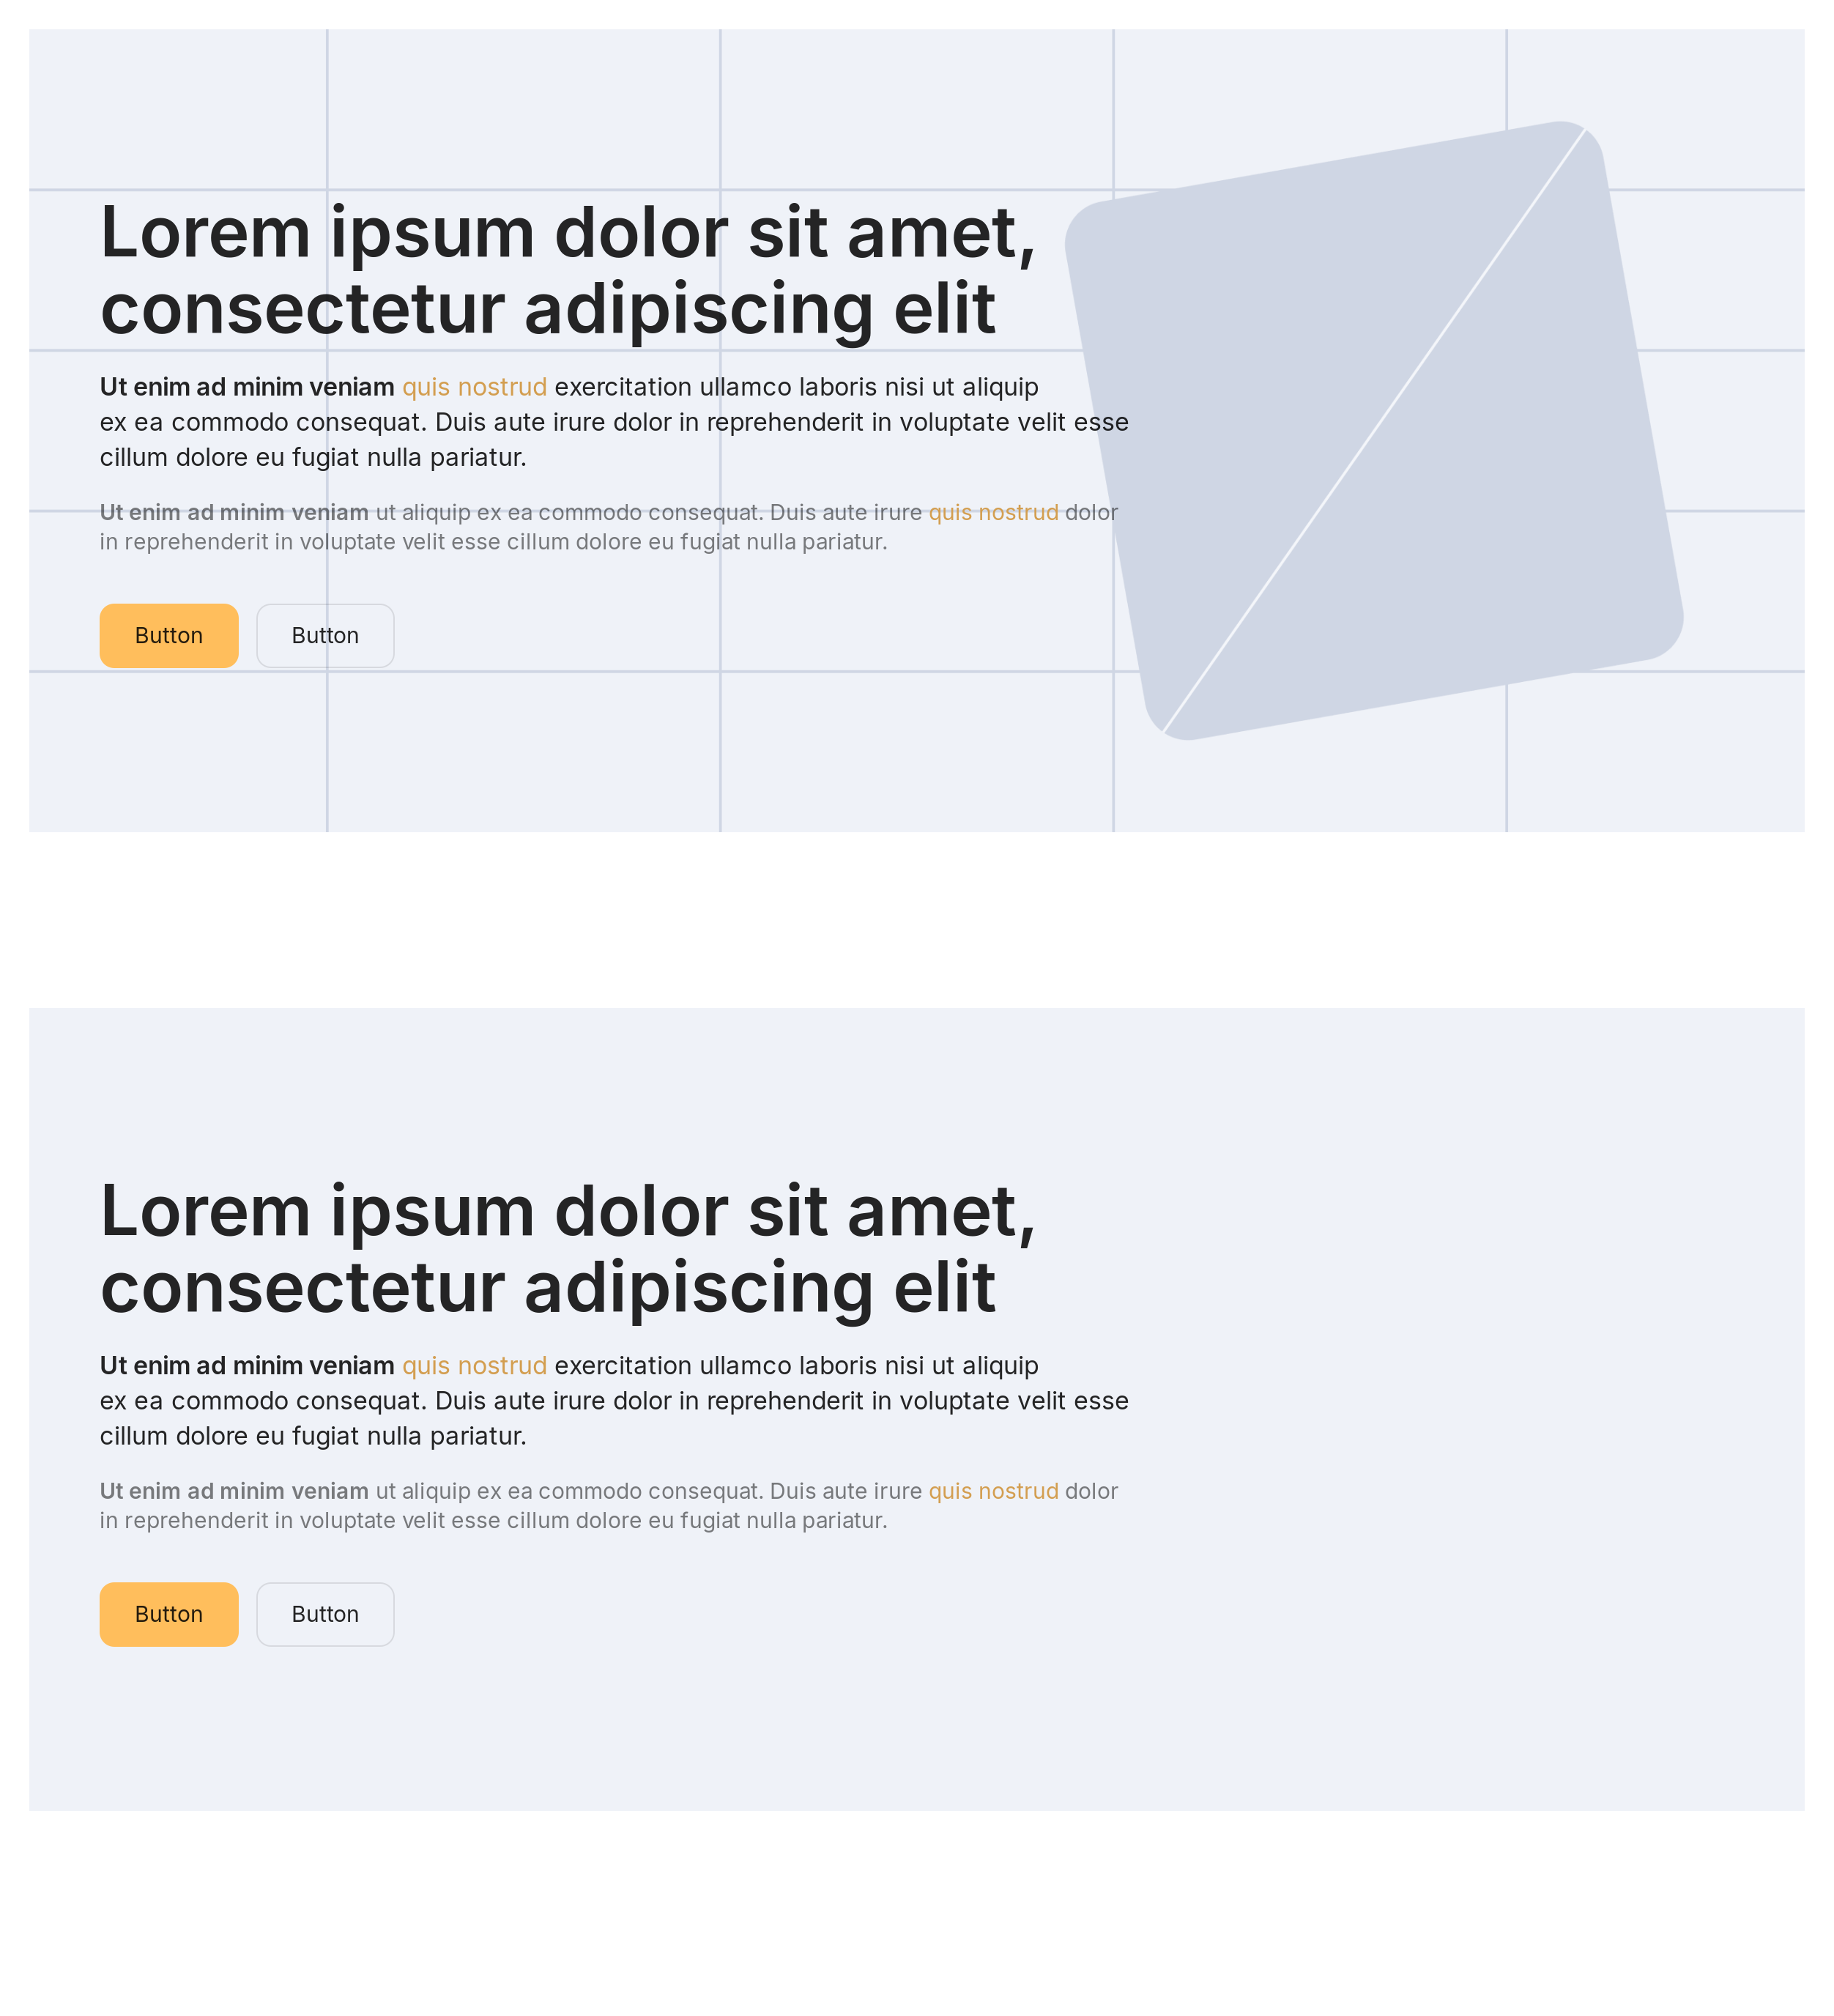 Lorem ipsum dolor sit amet,
consectetur adipiscing elit
Ut enim ad minim veniam quis nostrud exercitation ullamco laboris nisi ut aliquip
ex ea commodo consequat. Duis aute irure dolor in reprehenderit in voluptate velit esse
cillum dolore eu fugiat nulla pariatur.
Ut enim ad minim veniam ut aliquip ex ea commodo consequat. Duis aute irure quis nostrud dolor
in reprehenderit in voluptate velit esse cillum dolore eu fugiat nulla pariatur.
Button Button
Lorem ipsum dolor sit amet,
consectetur adipiscing elit
Ut enim ad minim veniam quis nostrud exercitation ullamco laboris nisi ut aliquip
ex ea commodo consequat. Duis aute irure dolor in reprehenderit in voluptate velit esse
cillum dolore eu fugiat nulla pariatur.
Ut enim ad minim veniam ut aliquip ex ea commodo consequat. Duis aute irure quis nostrud dolor
in reprehenderit in voluptate velit esse cillum dolore eu fugiat nulla pariatur.
Button Button